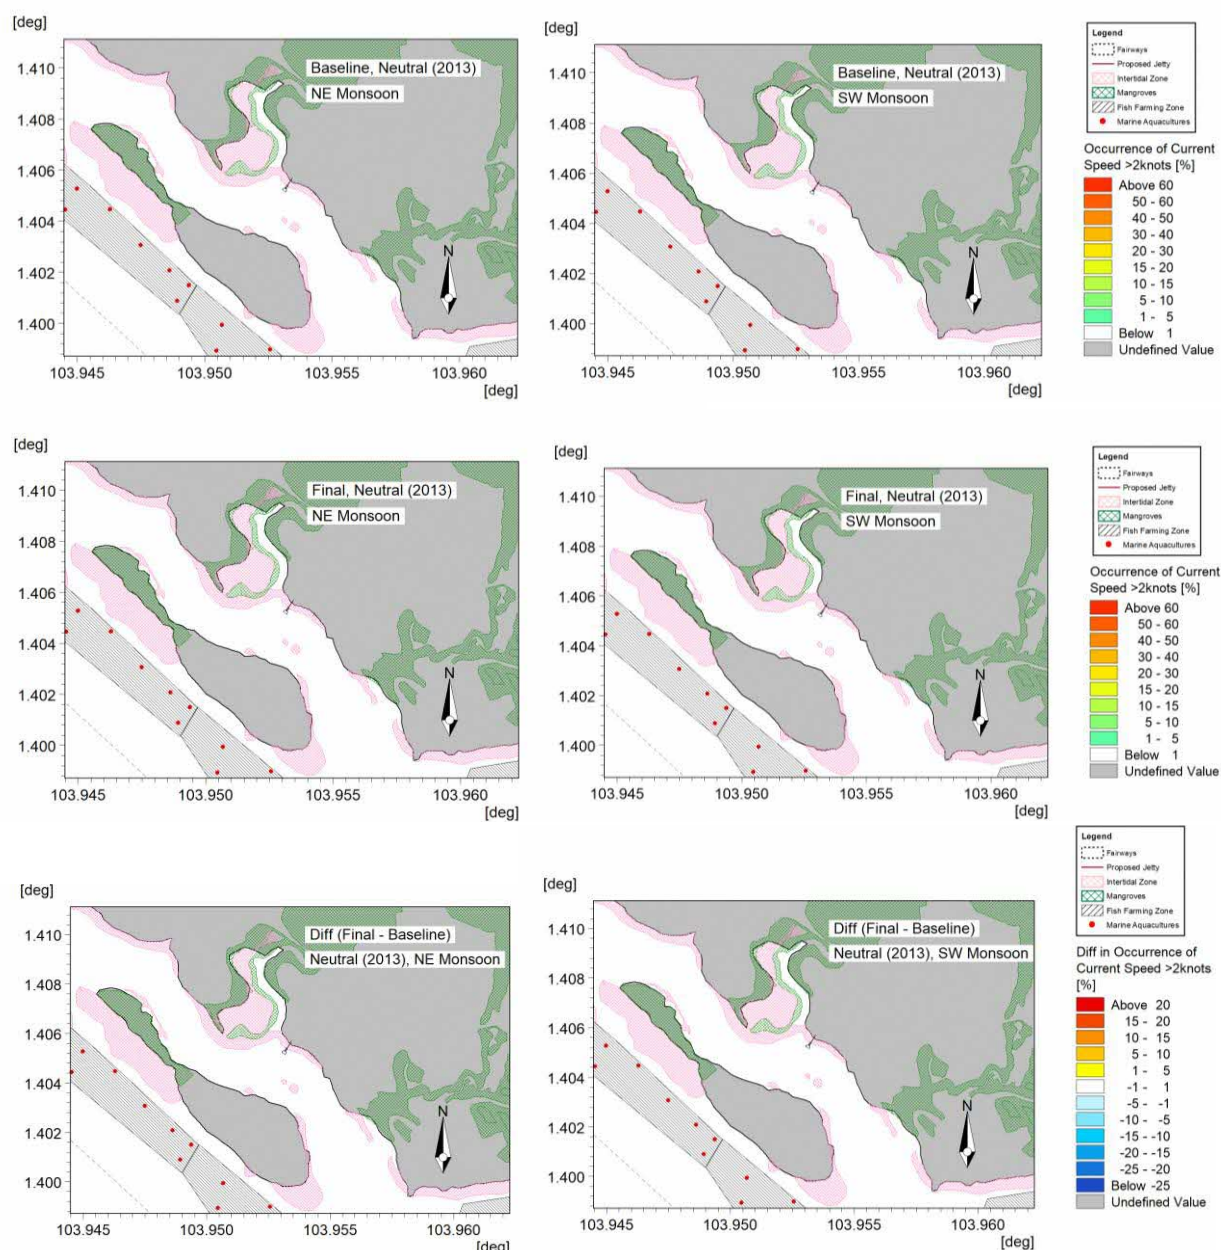 [deg]
1.410
1.408
1.406
1.404
1.402
1.400
Baseline, Neutral (2013)
NE Monsoon
N
103.945
103.950
103.955
103.960
[deg]
[deg]
1.410
1.408
1.406
1.404
1.402
1.400
Baseline, Neutral (2013)
SW Monsoon
N
103.945
103.950
103.955
103.960
[deg]
Legend
Fairways
Proposed Jetty
Intertidal Zone
Mangroves
Fish Farming Zone
Marine Aquacultures
Occurrence of Current
Speed >2knots [%]
Above 60
50 - 60
40 - 50
30 - 40
20 - 30
15 - 20
10 - 15
5 - 10
1 - 5
Below 1
Undefined Value
[deg]
1.410
1.408
1.406
1.404
1.402
1.400
Final, Neutral (2013)
NE Monsoon
N
103.945
103.950
103.955
103.960
[deg]
[deg]
1.410
1.408
1.406
1.404
1.402
1.400
Final, Neutral (2013)
SW Monsoon
N
103.945
103.950
103.955
103.960
[deg]
Legend
Fairways
Proposed Jetty
Intertidal Zone
Mangroves
Fish Farming Zone
Marine Aquacultures
Occurrence of Current
Speed >2knots [%]
Above 60
50 - 60
40 - 50
30 - 40
20 - 30
15 - 20
10 - 15
5 - 10
1 - 5
Below 1
Undefined Value
[deg]
1.410
1.408
1.406
1.404
1.402
1.400
Diff (Final - Baseline)
Neutral (2013), NE Monsoon
N
103.945
103.950
103.955
103.960
[deg]
[deg]
1.410
1.408
1.406
1.404
1.402
1.400
Diff (Final - Baseline)
Neutral (2013), SW Monsoon
N
103.945
103.950
103.955
103.960
[deg]
Legend
Fairways
Proposed Jetty
Intertidal Zone
Mangroves
Fish Farming Zone
Marine Aquacultures
Diff in Occurrence of
Current Speed >2knots
[%]
Above 20
15 - 20
10 - 15
5 - 10
1 - 5
-1 - 1
-5 - -1
-10 - -5
-15 - -10
-20 - -15
-25 - -20
Below -25
Undefined Value